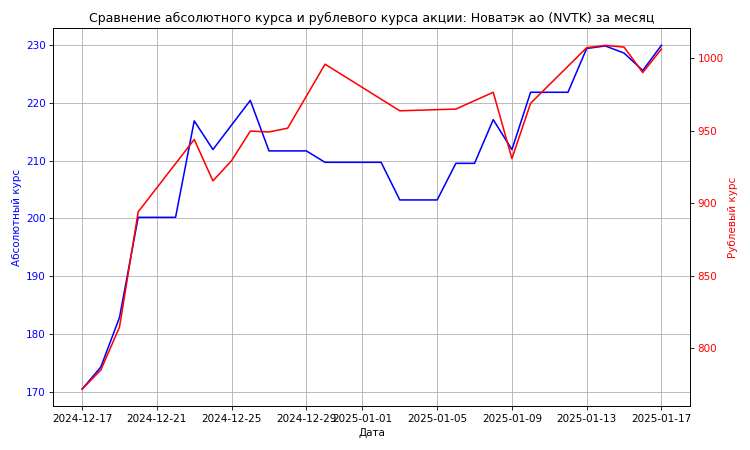 Сравнение абсолютного курса и рублевого курса акции: Новатэк ао (NVTK) за месяц
230
220
210
200
190
180
170
Абсолютный курс
1000
950
900
850
800
Рублевый курс
2024-12-17 2024-12-21 2024-12-25 2024-12-29 2025-01-01 2025-01-05 2025-01-09 2025-01-13 2025-01-17
Дата